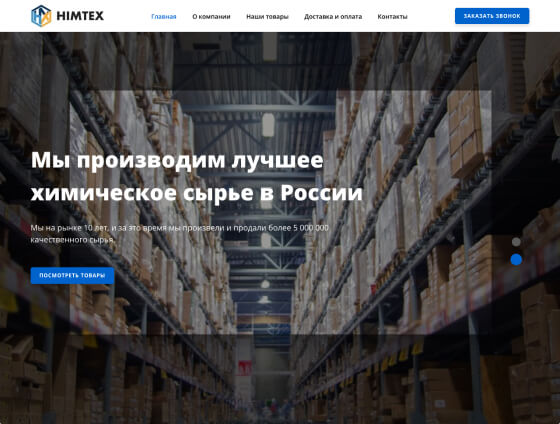 HIMTEX
Главная О компании Наши товары Доставка и оплата Контакты
ЗАКАЗАТЬ ЗВОНОК
Мы производим лучшее
химическое сырье в России
Мы на рынке 10 лет, и за это время мы произвели и продали более 5 000 000
качественного сырья.
ПОСМОТРЕТЬ ТОВАРЫ